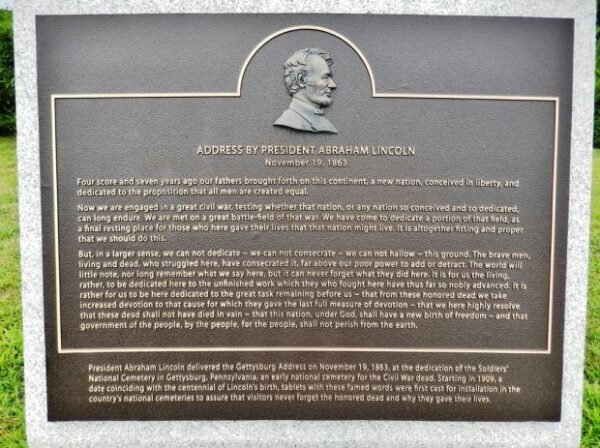 ADDRESS BY PRESIDENT ABRAHAM LINCOLN
November 19, 1863
Four score and seven years ago our fathers brought forth on this continent, a new nation, conceived in liberty, and
dedicated to the proposition that all men are created equal.
Now we are engaged in a great civil war, testing whether that nation, or any nation so conceived and so dedicated,
can long endure. We are met on a great battle-field of that war. We have come to dedicate a portion of that field, as
a final resting place for those who here gave their lives that that nation might live. It is altogether fitting and proper
that we should do this.
But, in a larger sense, we can not dedicate – we can not consecrate – we can not hallow – this ground. The brave men,
living and dead, who struggled here, have consecrated it, far above our poor power to add or detract. The world will
little note, nor long remember what we say here, but it can never forget what they did here. It is for us the living,
rather, to be dedicated here to the unfinished work which they who fought here have thus far so nobly advanced. It is
rather for us to be here dedicated to the great task remaining before us – that from these honored dead we take
increased devotion to that cause for which they gave the last full measure of devotion – that we here highly resolve
that these dead shall not have died in vain – that this nation, under God, shall have a new birth of freedom – and that
government of the people, by the people, for the people, shall not perish from the earth.
President Abraham Lincoln delivered the Gettysburg Address on November 19, 1863, at the dedication of the Soldiers'
National Cemetery in Gettysburg, Pennsylvania, an early national cemetery for the Civil War dead. Starting in 1909, a
date coinciding with the centennial of Lincoln's birth, tablets with these famed words were first cast for installation in the
country's national cemeteries to assure that visitors never forget the honored dead and why they gave their lives.